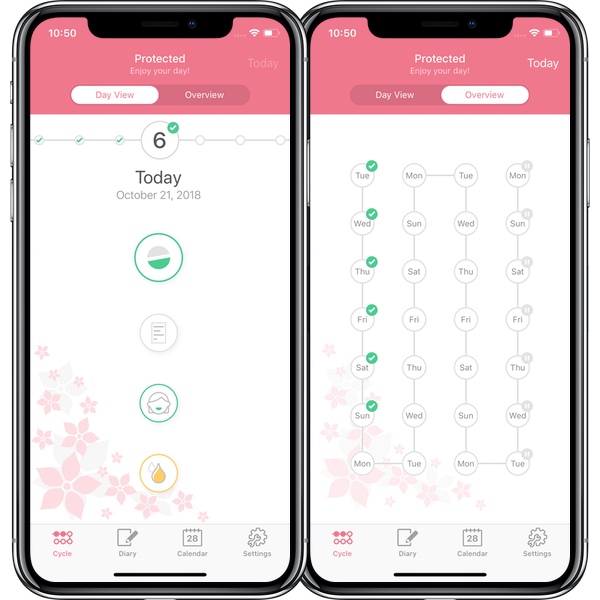 10:50
Protected
Enjoy your day!
Today
Day View
Overview
6
Today
October 21, 2018
Cycle
Diary
28
Calendar
Settings
10:50
Protected
Enjoy your day!
Today
Day View
Overview
Tue Mon Tue Mon
Wed Sun Wed Sun
Thu Sat Thu Sat
Fri Fri Fri Fri
Sat Thu Sat Thu
Sun Wed Sun Wed
Mon Tue Mon Tue
Cycle
Diary
28
Calendar
Settings